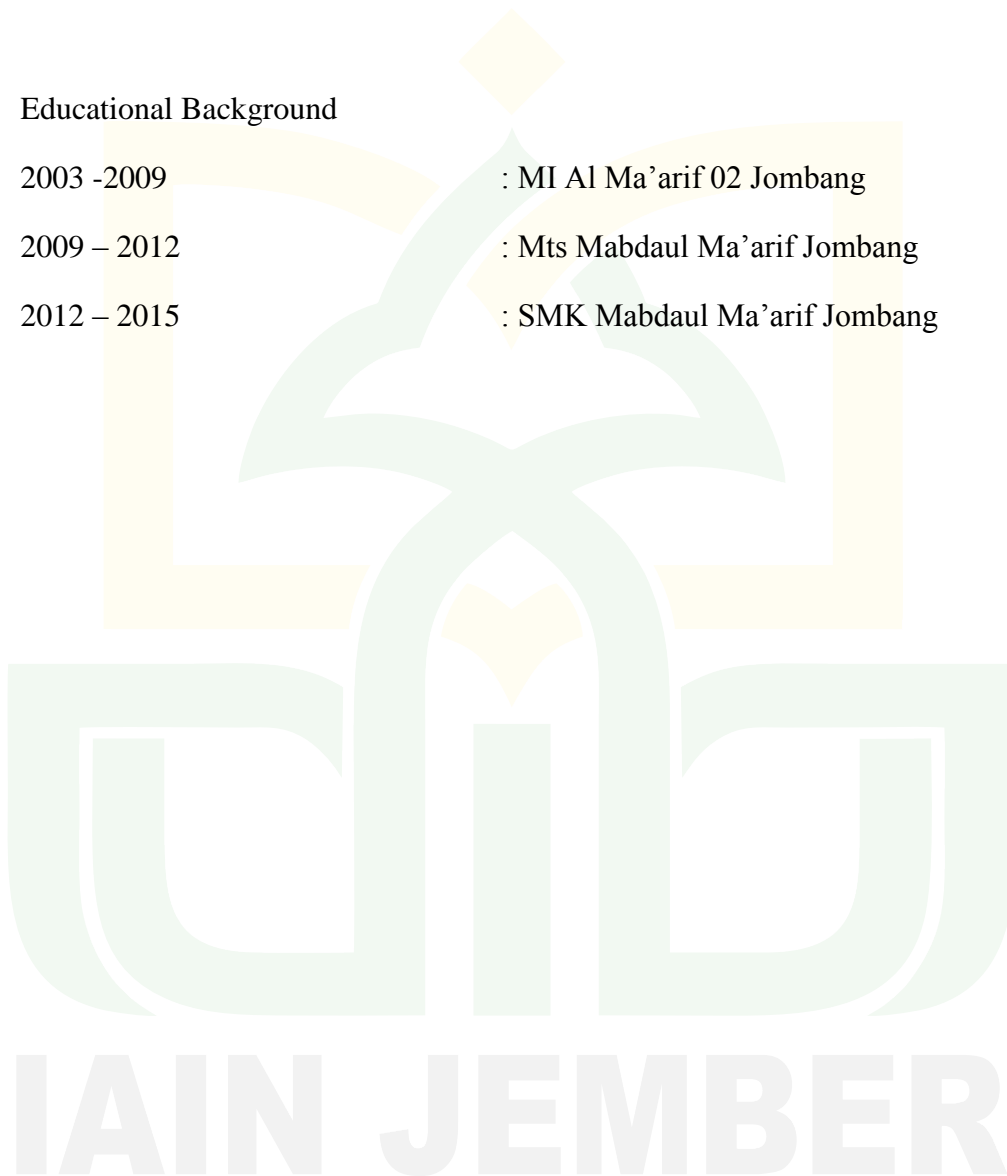 Educational Background
2003 -2009 : MI Al Ma’arif 02 Jombang
2009 – 2012 : Mts Mabdaul Ma’arif Jombang
2012 – 2015 : SMK Mabdaul Ma’arif Jombang
IAIN JEMBER